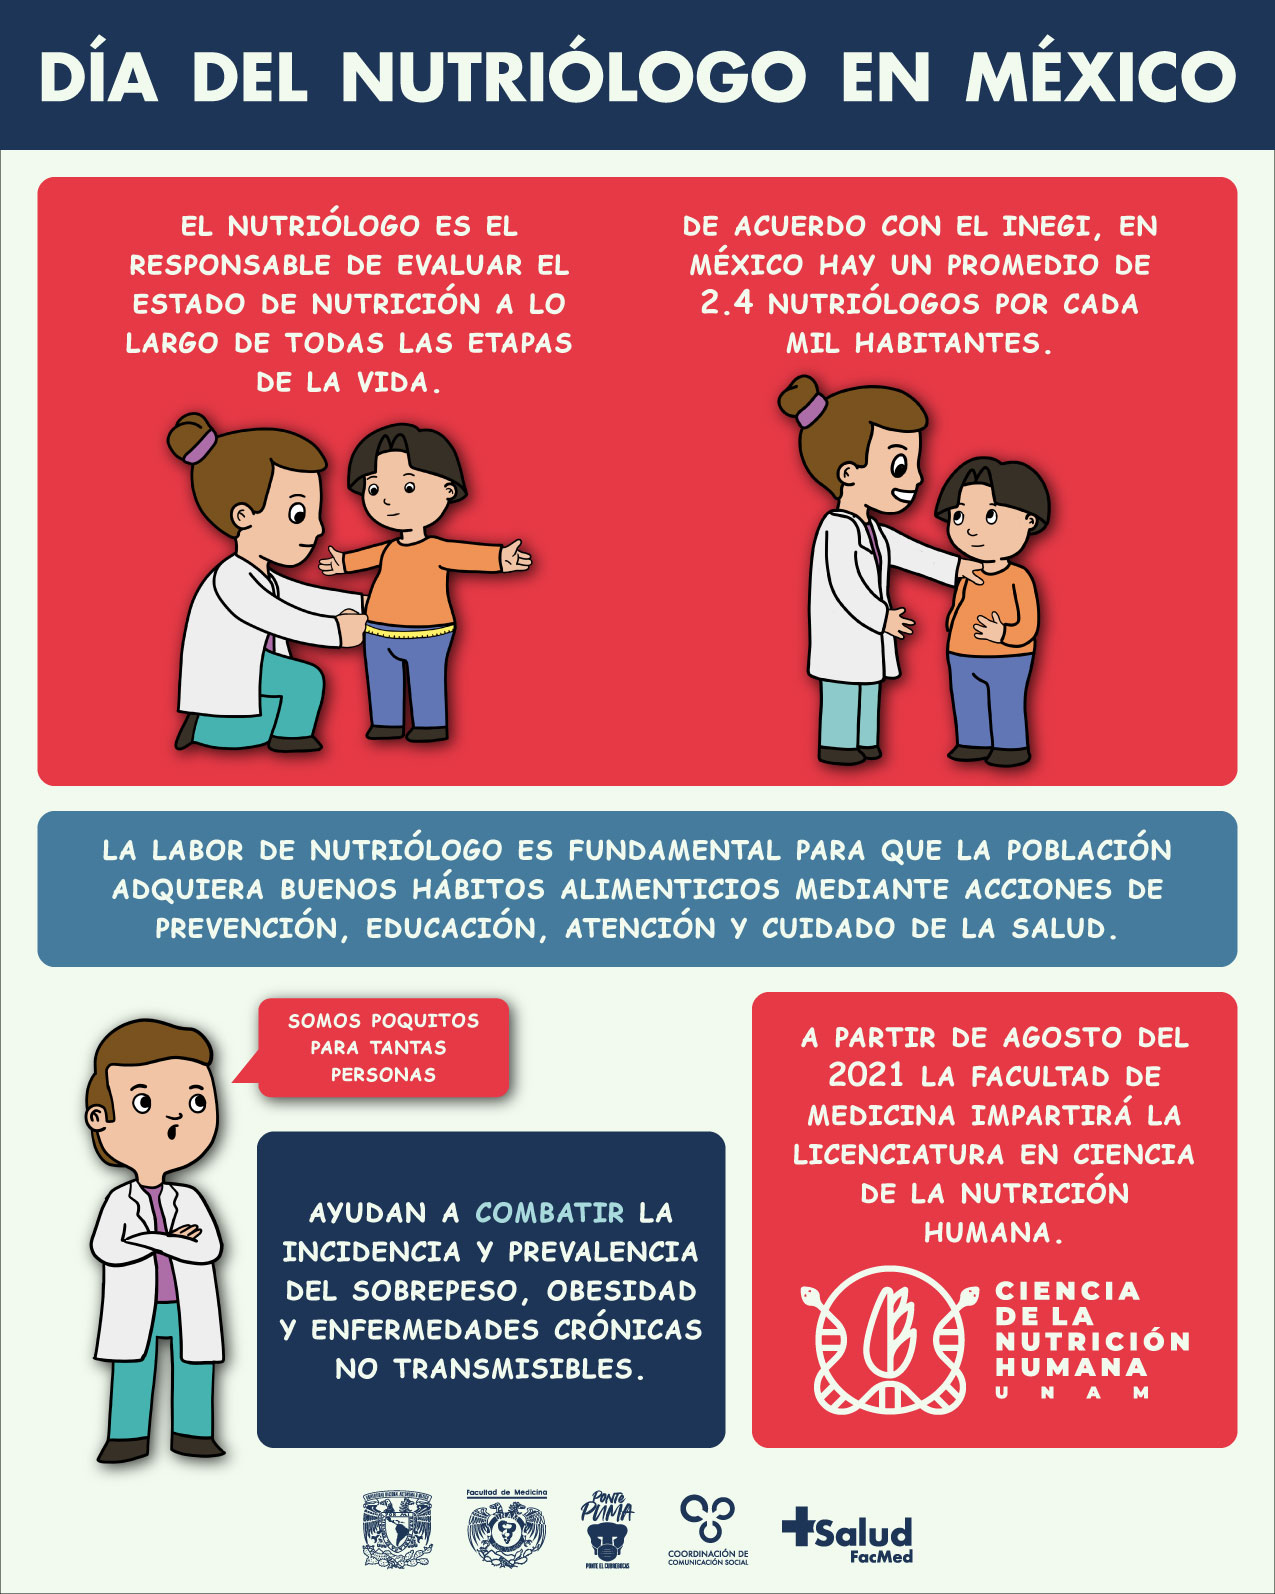 DÍA DEL NUTRIÓLOGO EN MÉXICO
EL NUTRIÓLOGO ES EL
RESPONSABLE DE EVALUAR EL
ESTADO DE NUTRICIÓN A LO
LARGO DE TODAS LAS ETAPAS
DE LA VIDA.
DE ACUERDO CON EL INEGI, EN
MÉXICO HAY UN PROMEDIO DE
2.4 NUTRIÓLOGOS POR CADA
MIL HABITANTES.
LA LABOR DE NUTRIÓLOGO ES FUNDAMENTAL PARA QUE LA POBLACIÓN
ADQUIERA BUENOS HÁBITOS ALIMENTICIOS MEDIANTE ACCIONES DE
PREVENCIÓN, EDUCACIÓN, ATENCIÓN Y CUIDADO DE LA SALUD.
SOMOS POQUITOS
PARA TANTAS
PERSONAS
AYUDAN A COMBATIR LA
INCIDENCIA Y PREVALENCIA
DEL SOBREPESO, OBESIDAD
Y ENFERMEDADES CRÓNICAS
NO TRANSMISIBLES.
A PARTIR DE AGOSTO DEL
2021 LA FACULTAD DE
MEDICINA IMPARTIRÁ LA
LICENCIATURA EN CIENCIA
DE LA NUTRICIÓN
HUMANA.
CIENCIA
DE LA
NUTRICIÓN
HUMANA
UNAM
Facultad de Medicina
PONTE
PUMA
PONTE EL CUBREBOCAS
COORDINACIÓN DE
COMUNICACIÓN SOCIAL
+Salud
FacMed